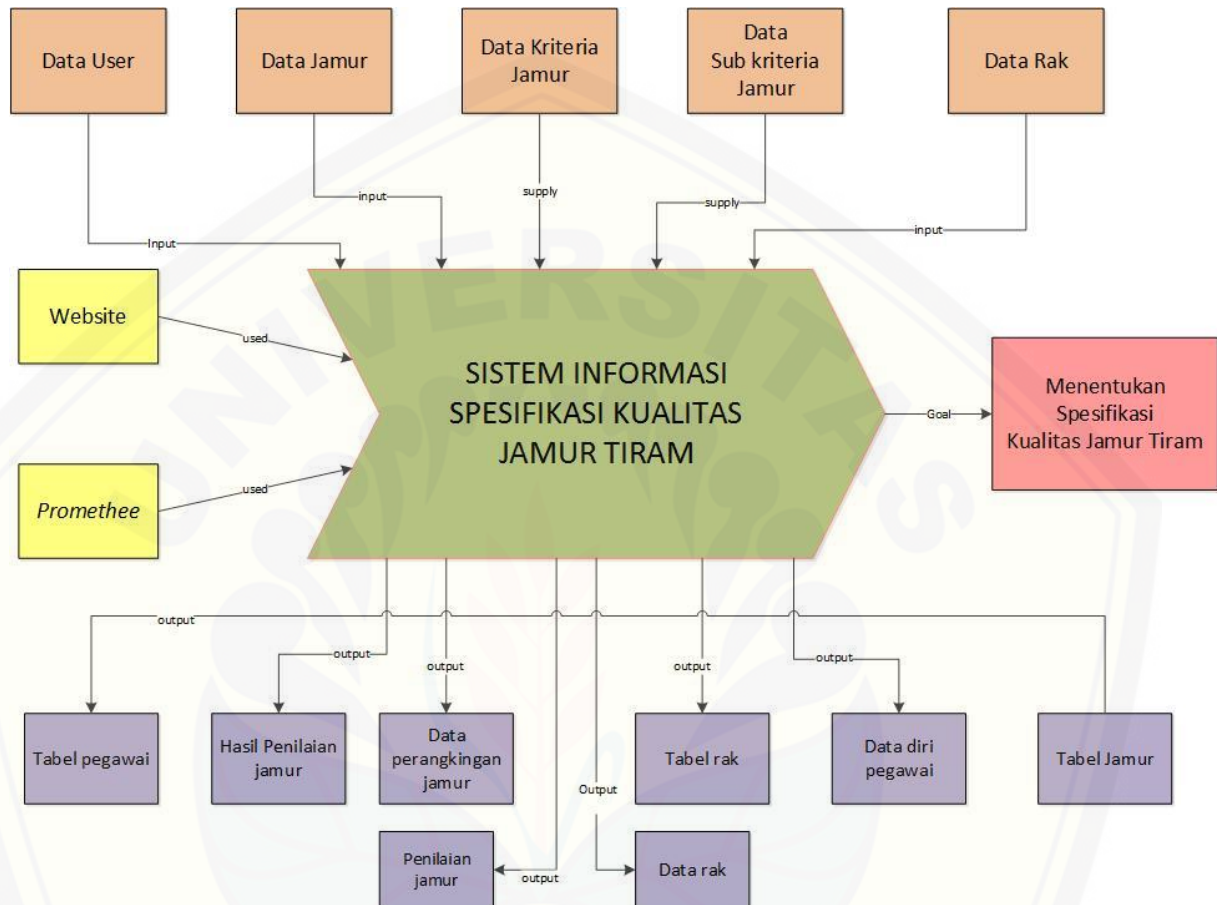 Data User
Data Jamur
Data Kriteria
Jamur
Data
Sub kriteria
Jamur
Data Rak
Input
input
supply
supply
input
Website
used
SISTEM INFORMASI
SPESIFIKASI KUALITAS
JAMUR TIRAM
Goal
Menentukan
Spesifikasi
Kualitas Jamur Tiram
Promethee
used
output
output
output
output
output
Tabel pegawai
Hasil Penilaian
jamur
Data
perangkingan
jamur
Tabel rak
Data diri
pegawai
Tabel Jamur
Output
Penilaian
jamur
output
Data rak
UNIVERSITAS